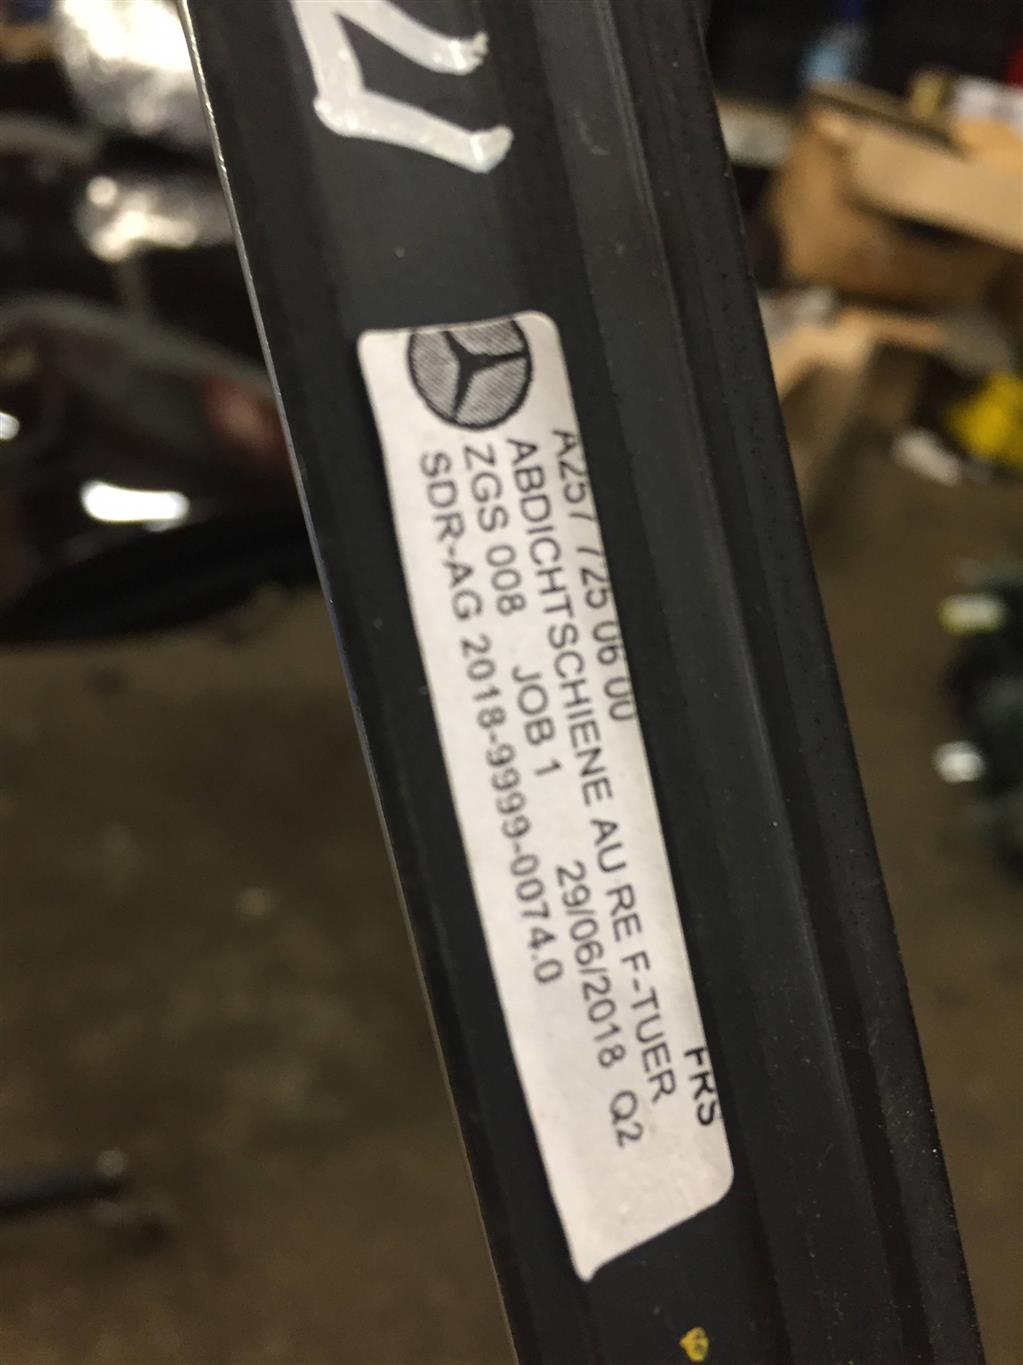 A257 725 06 00
FRS
ABDICHTSCHIENE AU RE F-TUER
ZGS 008 JOB 1 29/06/2018 Q2
SDR-AG 2018-9999-0074.0